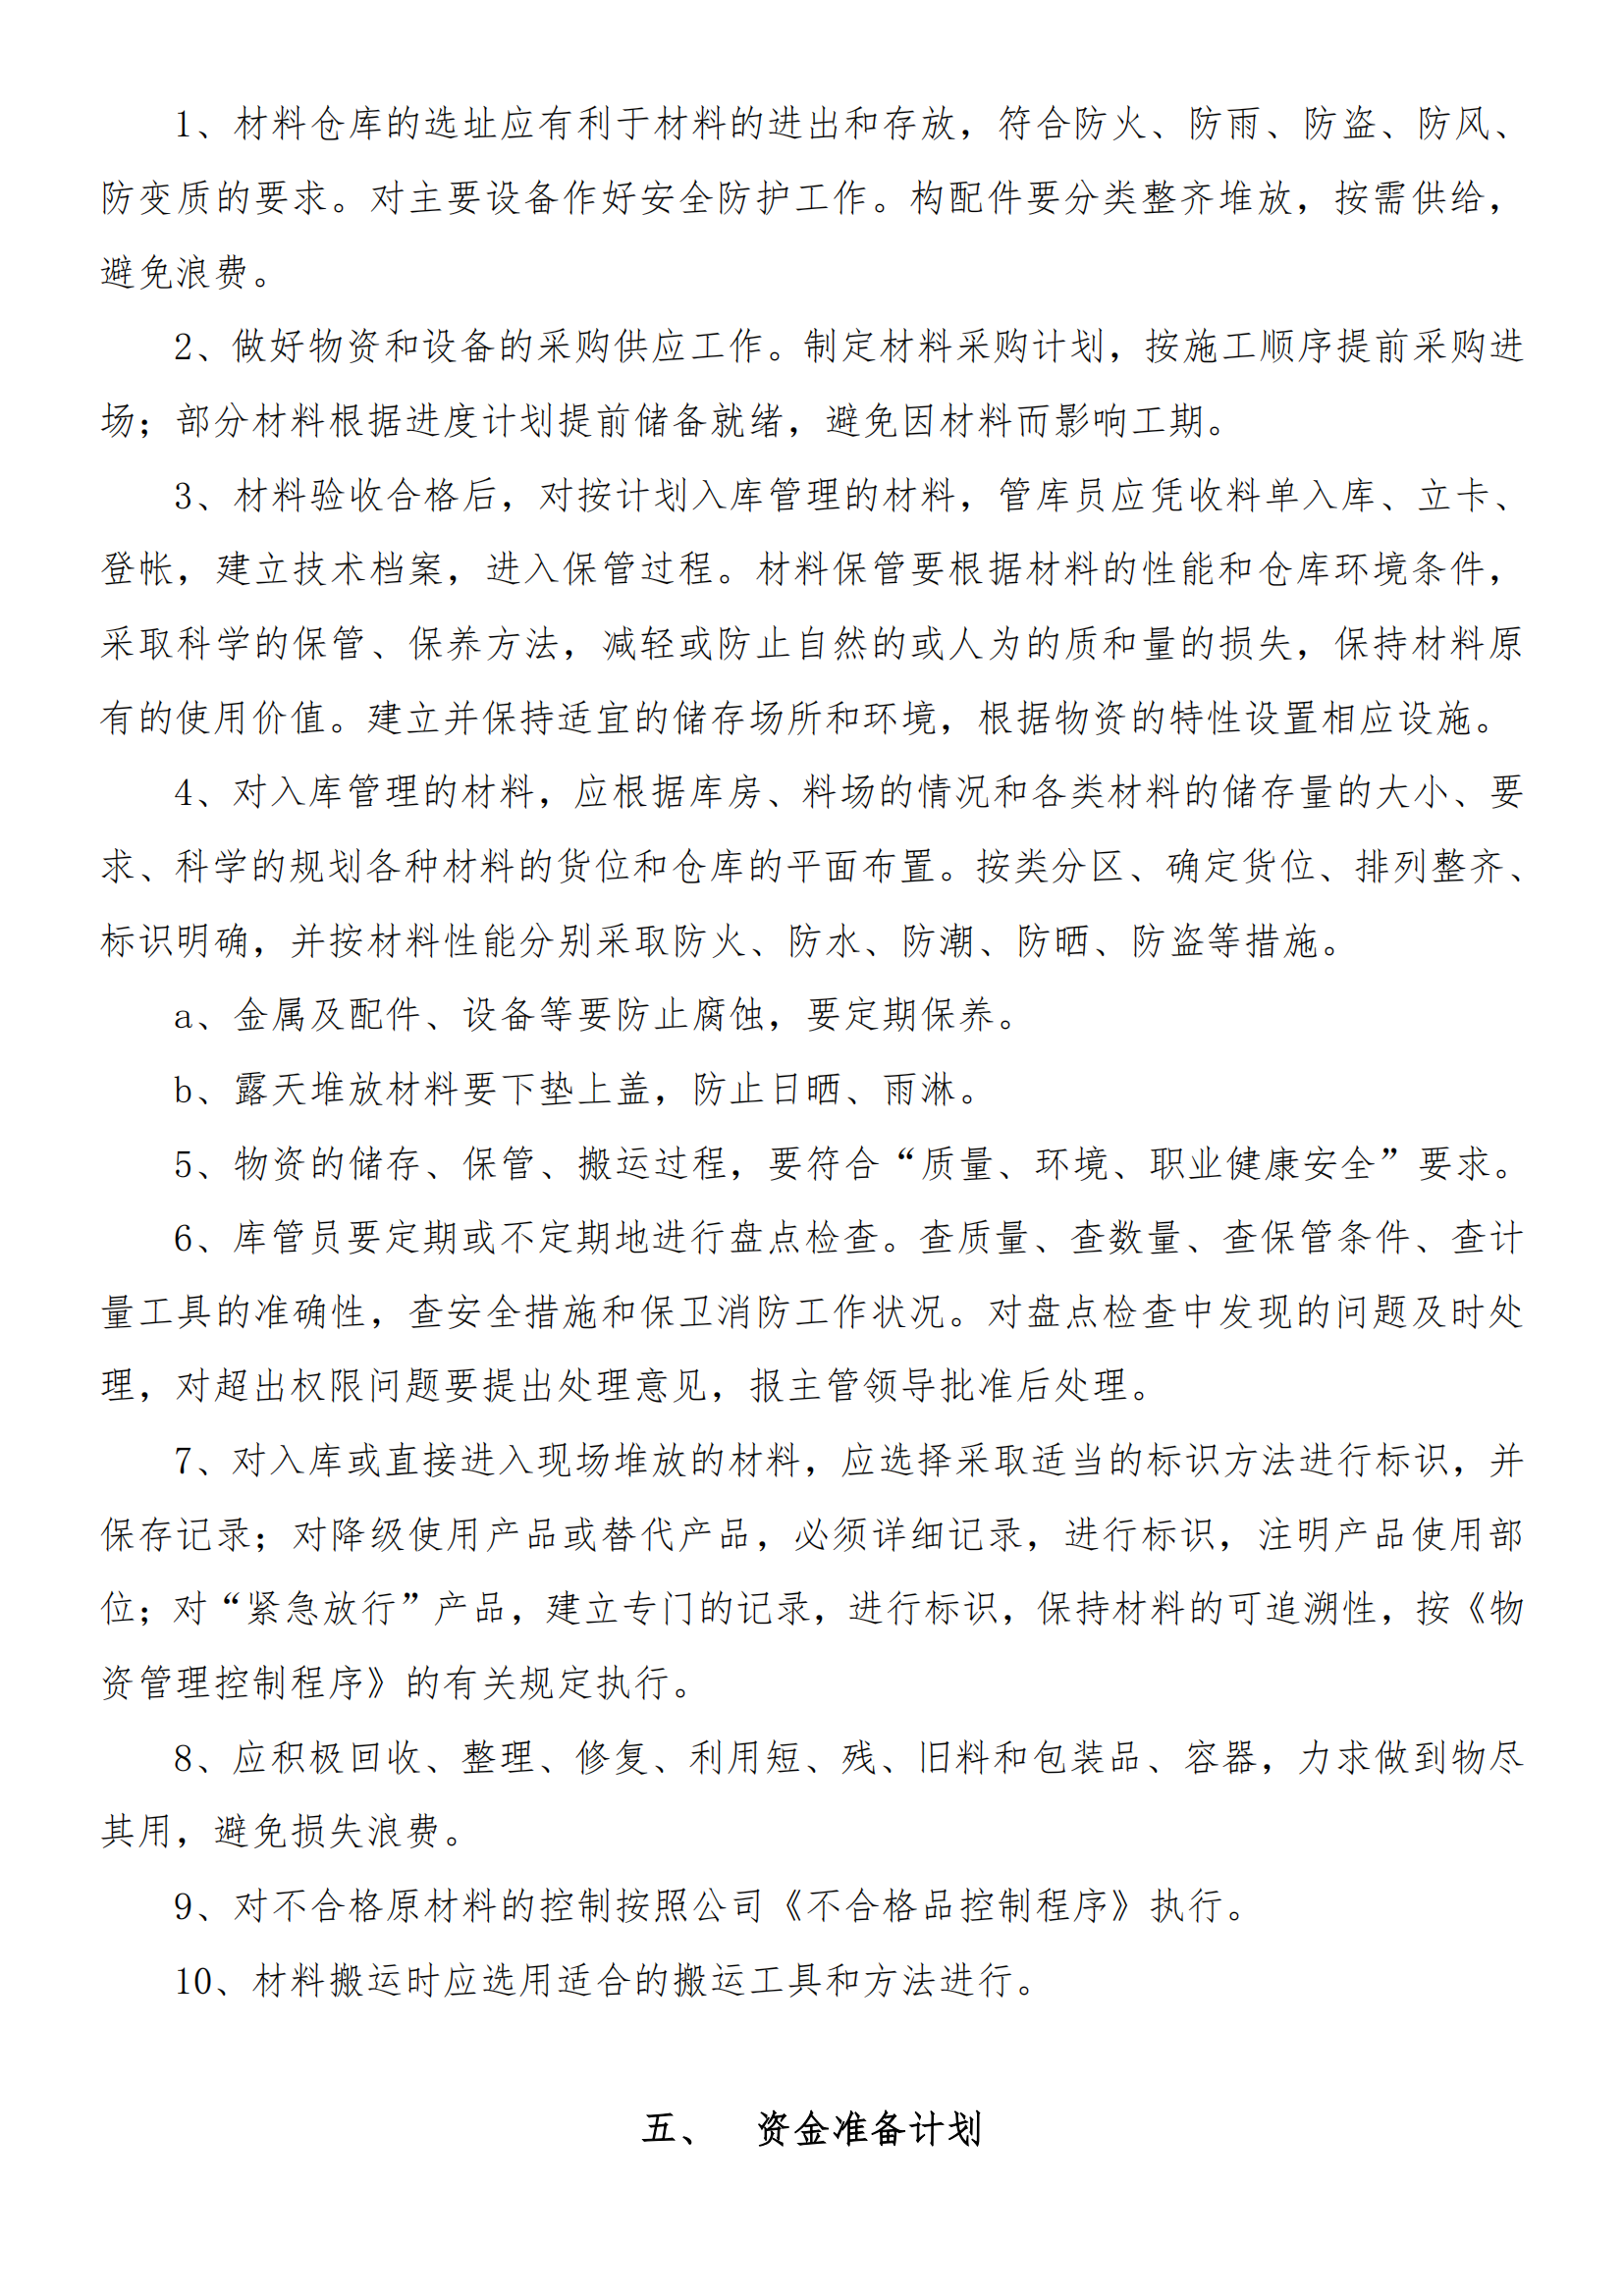 1、材料仓库的选址应有利于材料的进出和存放，符合防火、防雨、防盗、防风、
防变质的要求。对主要设备作好安全防护工作。构配件要分类整齐堆放，按需供给，
避免浪费。
2、做好物资和设备的采购供应工作。制定材料采购计划，按施工顺序提前采购进
场；部分材料根据进度计划提前储备就绪，避免因材料而影响工期。
3、材料验收合格后，对按计划入库管理的材料，管库员应凭收料单入库、立卡、
登帐，建立技术档案，进入保管过程。材料保管要根据材料的性能和仓库环境条件，
采取科学的保管、保养方法，减轻或防止自然的或人为的质和量的损失，保持材料原
有的使用价值。建立并保持适宜的储存场所和环境，根据物资的特性设置相应设施。
4、对入库管理的材料，应根据库房、料场的情况和各类材料的储存量的大小、要
求、科学的规划各种材料的货位和仓库的平面布置。按类分区、确定货位、排列整齐、
标识明确，并按材料性能分别采取防火、防水、防潮、防晒、防盗等措施。
a、金属及配件、设备等要防止腐蚀，要定期保养。
b、露天堆放材料要下垫上盖，防止日晒、雨淋。
5、物资的储存、保管、搬运过程，要符合“质量、环境、职业健康安全”要求。
6、库管员要定期或不定期地进行盘点检查。查质量、查数量、查保管条件、查计
量工具的准确性，查安全措施和保卫消防工作状况。对盘点检查中发现的问题及时处
理，对超出权限问题要提出处理意见，报主管领导批准后处理。
7、对入库或直接进入现场堆放的材料，应选择采取适当的标识方法进行标识，并
保存记录；对降级使用产品或替代产品，必须详细记录，进行标识，注明产品使用部
位；对“紧急放行”产品，建立专门的记录，进行标识，保持材料的可追溯性，按《物
资管理控制程序》的有关规定执行。
8、应积极回收、整理、修复、利用短、残、旧料和包装品、容器，力求做到物尽
其用，避免损失浪费。
9、对不合格原材料的控制按照公司《不合格品控制程序》执行。
10、材料搬运时应选用适合的搬运工具和方法进行。
五、 资金准备计划